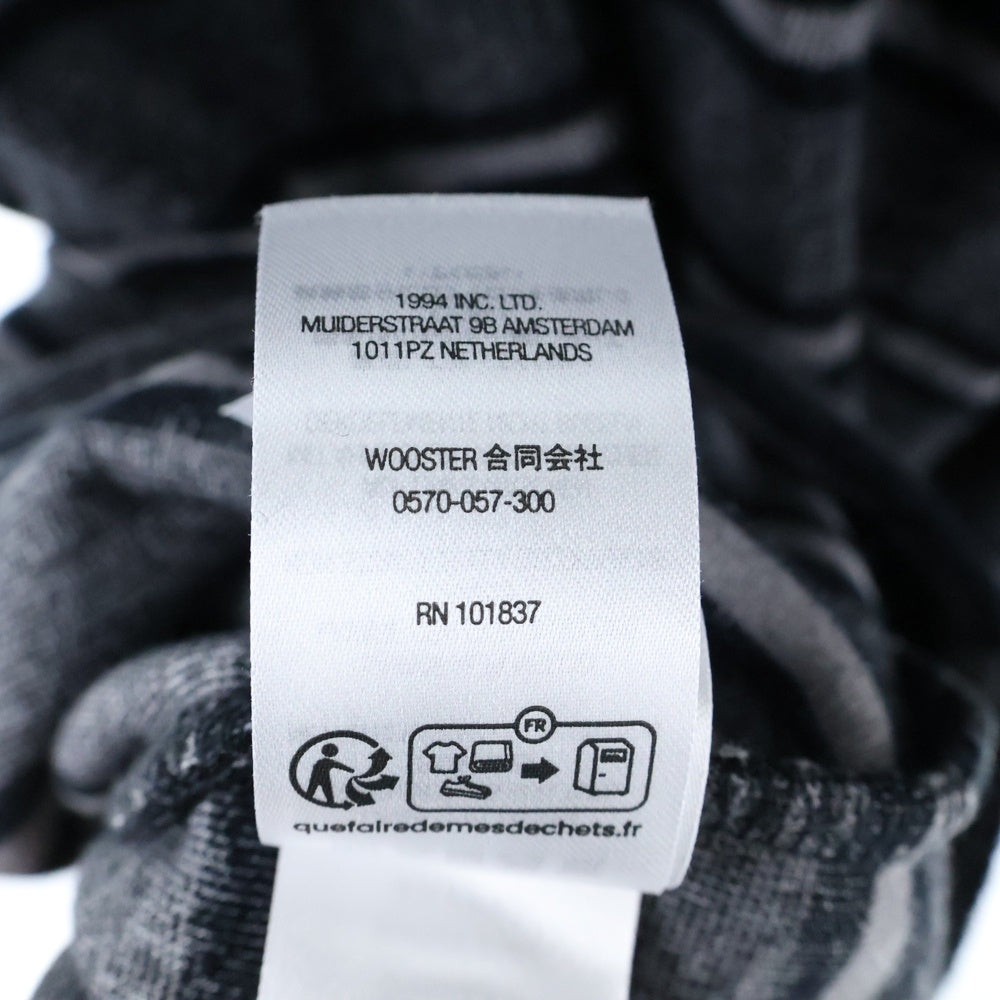 1994 INC. LTD.
MUIDERSTRAAT 9B AMSTERDAM
1011PZ NETHERLANDS
WOOSTER 合同会社
0570-057-300
RN 101837
FR
quefairedemesdechets.fr